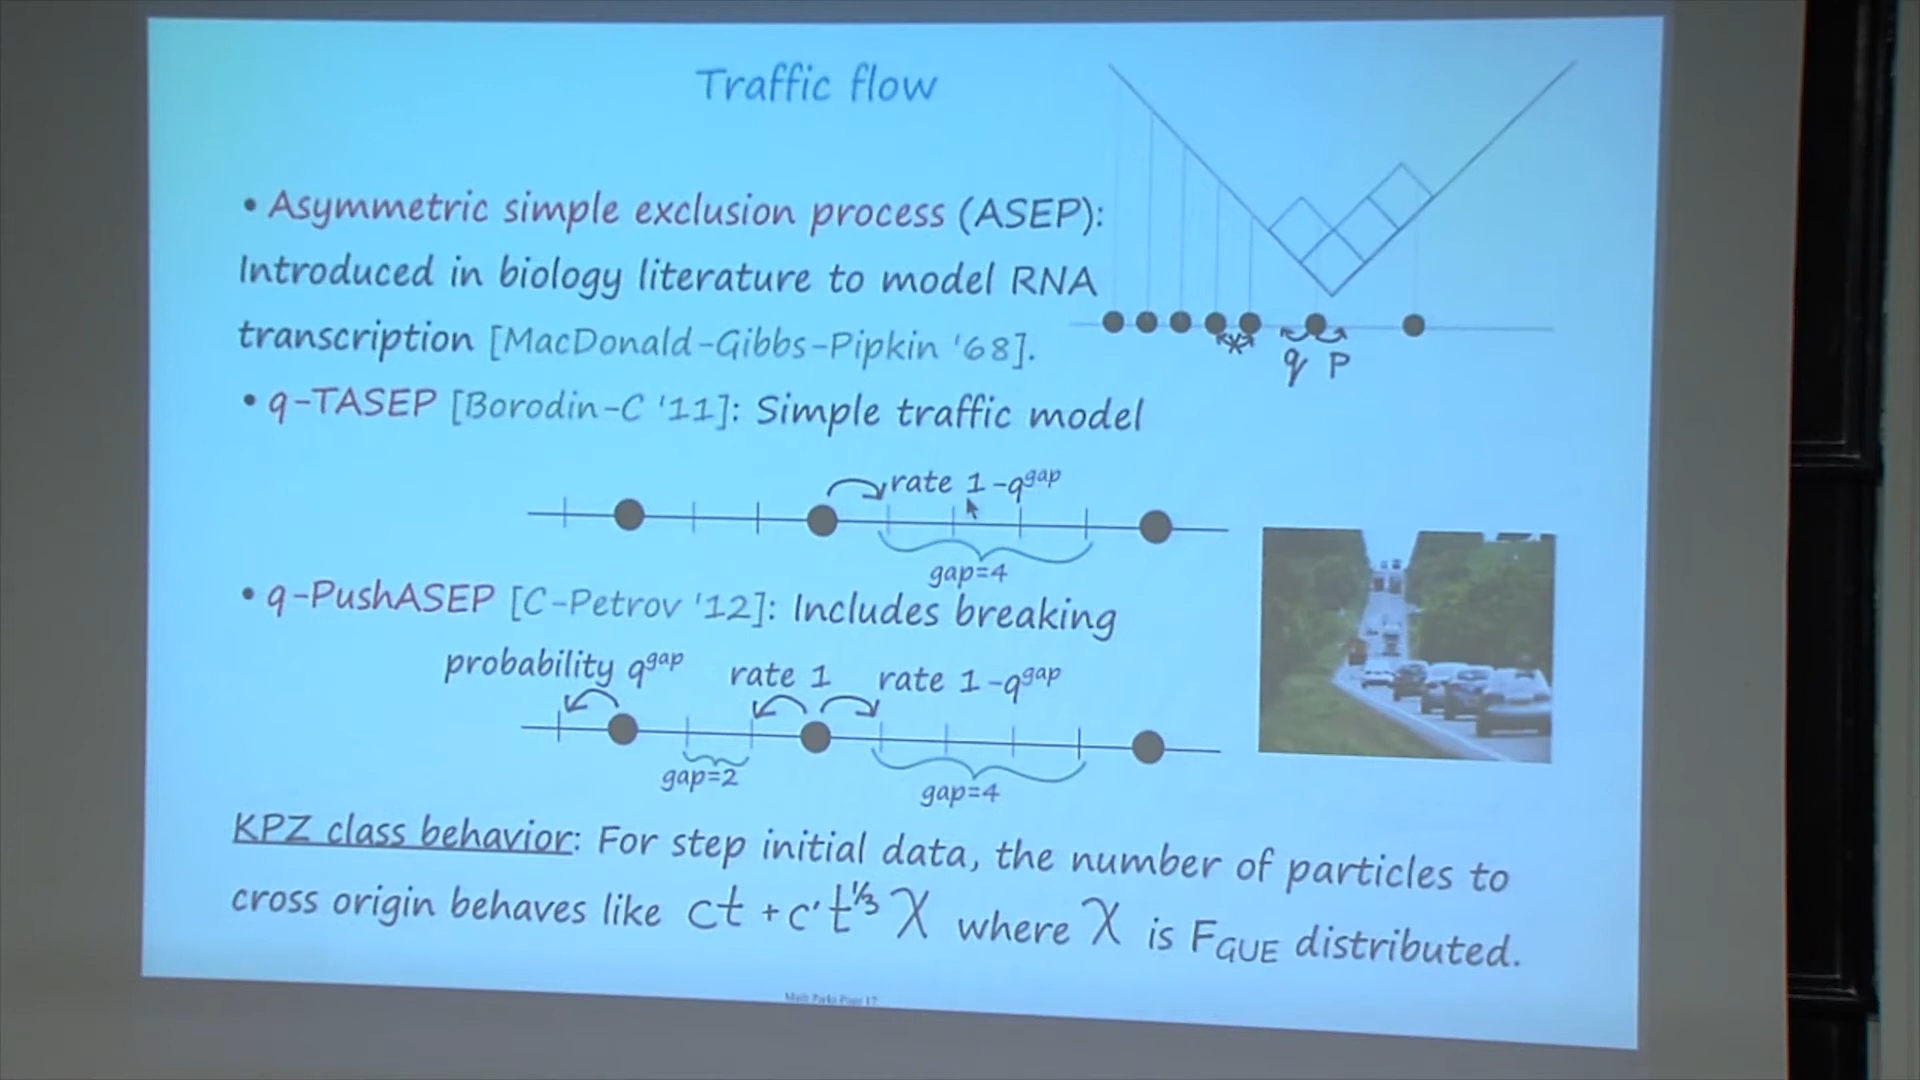 Traffic flow
• Asymmetric simple exclusion process (ASEP):
Introduced in biology literature to model RNA
transcription [MacDonald-Gibbs-Pipkin '68].
q P
• q-TASEP [Borodin-C '11]: Simple traffic model
rate 1-q^gap
gap=4
• q-PushASEP [C-Petrov '12]: Includes breaking
probability q^gap rate 1 rate 1-q^gap
gap=2 gap=4
KPZ class behavior: For step initial data, the number of particles to
cross origin behaves like ct + c't^1/3 χ where χ is F_GUE distributed.